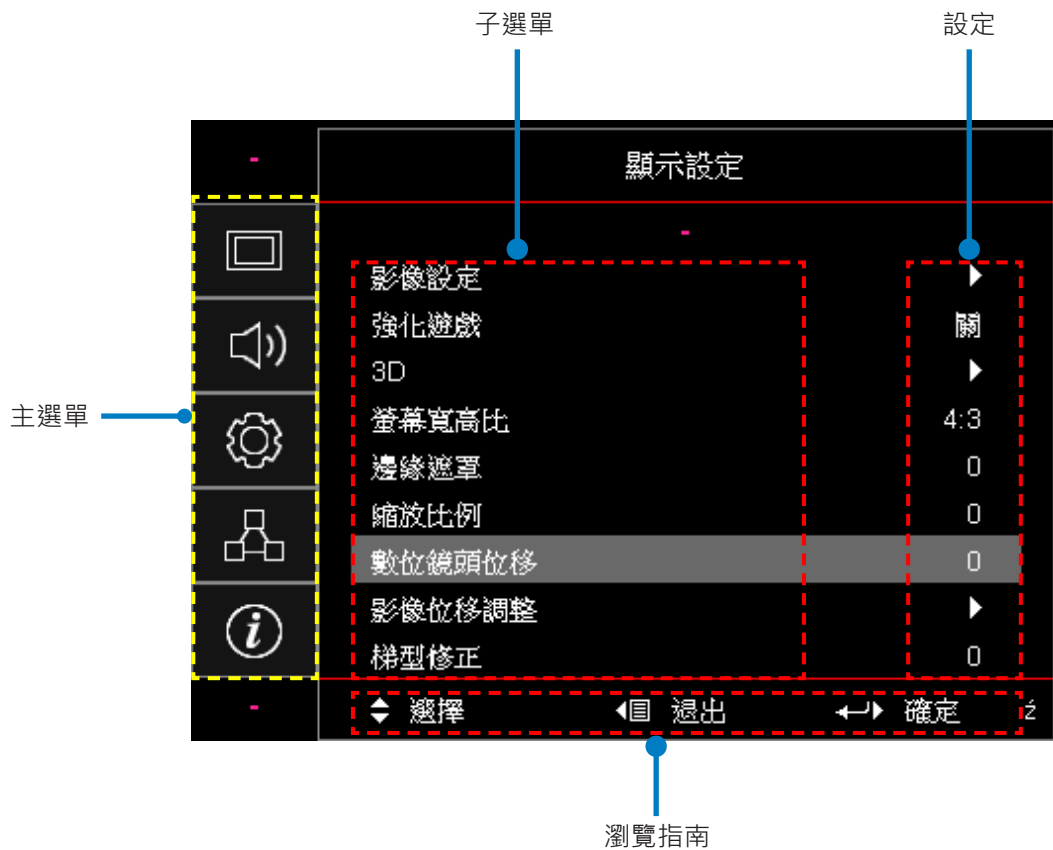 子選單
設定
-
顯示設定
-
影像設定
強化遊戲 關
3D
主選單
螢幕寬高比 4:3
邊緣遮罩 0
縮放比例 0
數位鏡頭位移 0
影像位移調整
梯型修正 0
-
選擇 退出 確定 ź
瀏覽指南